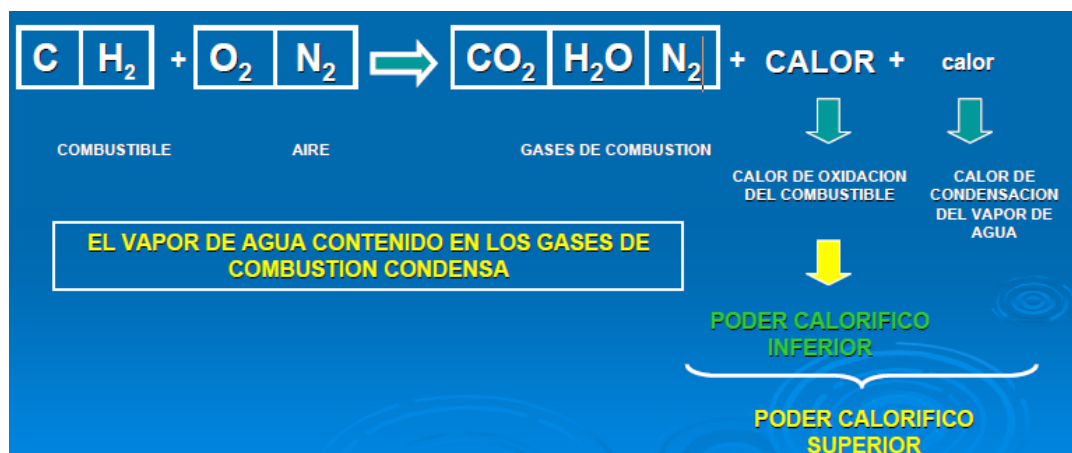 C H₂ + O₂ N₂ CO₂ H₂O N₂ + CALOR + calor
COMBUSTIBLE AIRE GASES DE COMBUSTION
CALOR DE OXIDACION
DEL COMBUSTIBLE
CALOR DE
CONDENSACION
DEL VAPOR DE
AGUA
EL VAPOR DE AGUA CONTENIDO EN LOS GASES DE
COMBUSTION CONDENSA
PODER CALORIFICO
INFERIOR
PODER CALORIFICO
SUPERIOR